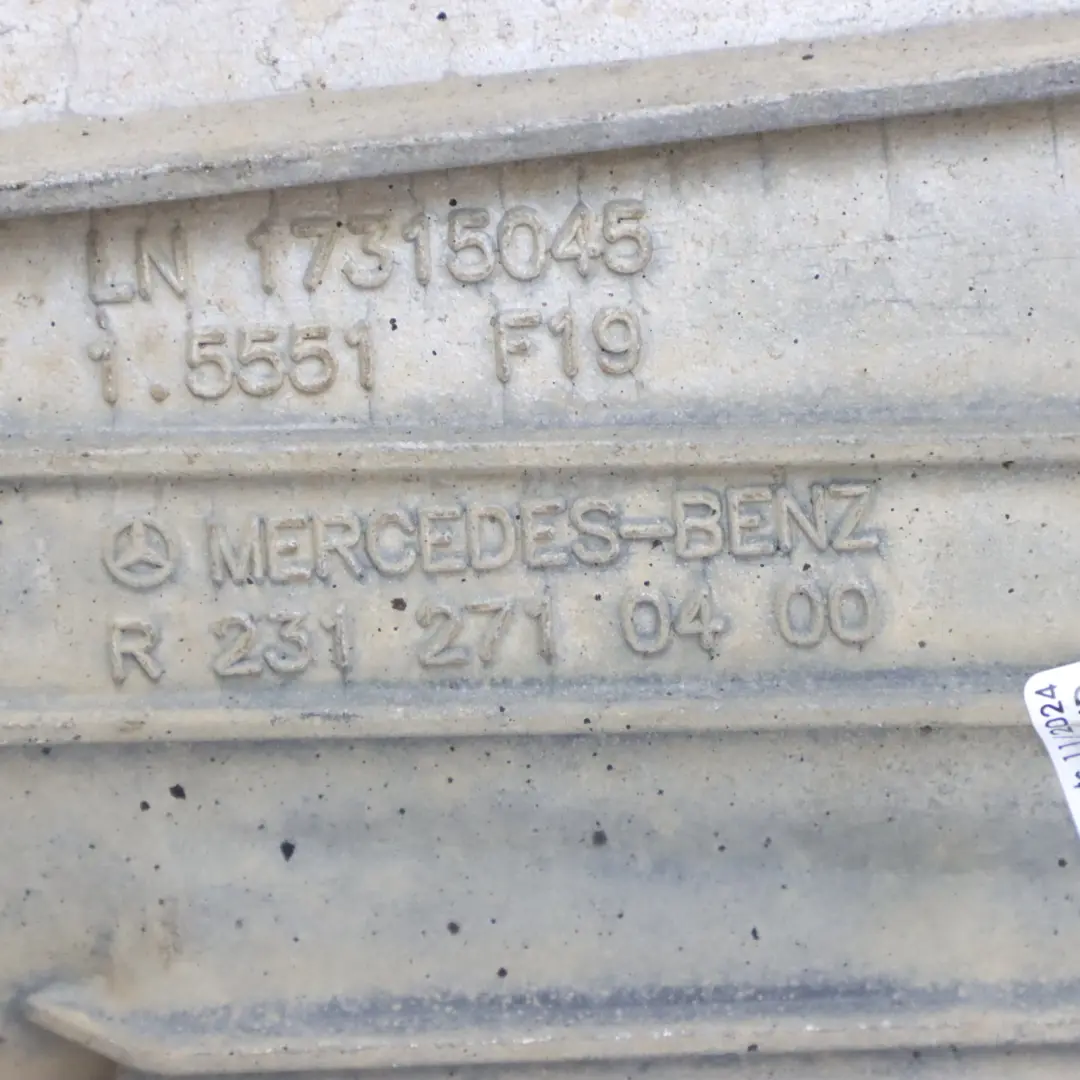 LN 17315045
1.5551 F19
MERCEDES-BENZ
R 231 271 04 00
11/2024